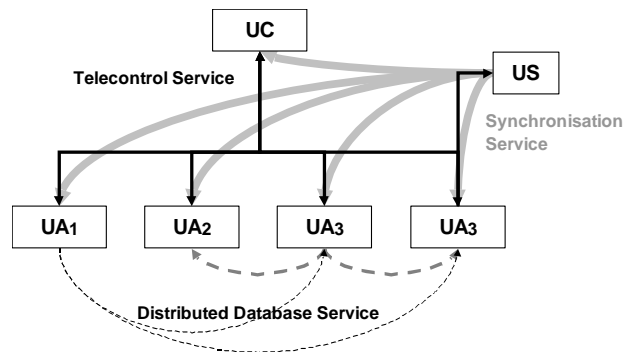 UC
Telecontrol Service
US
Synchronisation
Service
UA1
UA2
UA3
UA3
Distributed Database Service